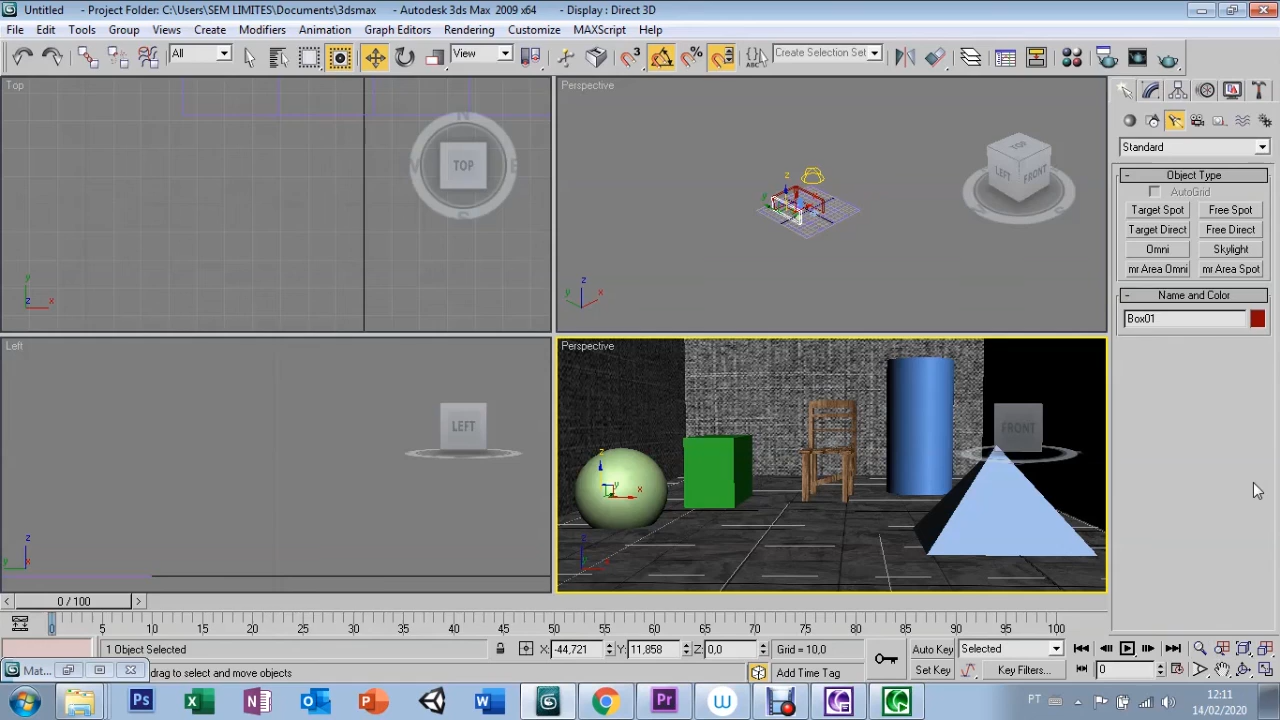 Untitled - Project Folder: C:\Users\SEM LIMITES\Documents\3dsmax - Autodesk 3ds Max 2009 x64 - Display : Direct 3D
File Edit Tools Group Views Create Modifiers Animation Graph Editors Rendering Customize MAXScript Help
All View 3 % ABC Create Selection Set
Top
N
TOP
S
y
z x
Perspective
TOP
LEFT FRONT
z
z
y x
Left
LEFT
z
y
Perspective
FRONT
z
y x
Standard
- Object Type
AutoGrid
Target Spot Free Spot
Target Direct Free Direct
Omni Skylight
mr Area Omni mr Area Spot
- Name and Color
Box01
< 0 / 100 >
0 5 10 15 20 25 30 35 40 45 50 55 60 65 70 75 80 85 90 95 100
1 Object Selected X: -44,721 Y: 11,858 Z: 0,0 Grid = 10,0 Auto Key Selected
Mat... drag to select and move objects Add Time Tag Set Key Key Filters... 0
Ps X N O P W 3 Pr W
PT 12:11
14/02/2020